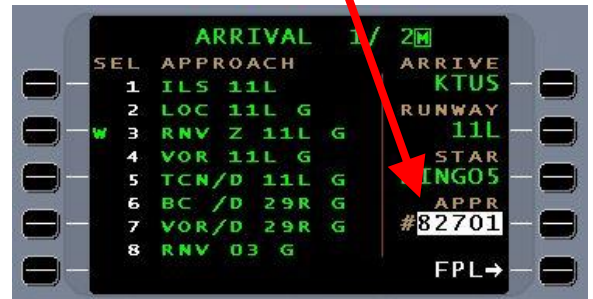 ARRIVAL 1/ 2M
SEL APPROACH ARRIVE
1 ILS 11L KTUS
2 LOC 11L G RUNWAY
W 3 RNV Z 11L G 11L
4 VOR 11L G STAR
5 TCN/D 11L G INGO5
6 BC /D 29R G APPR
7 VOR/D 29R G #82701
8 RNV 03 G
FPL→